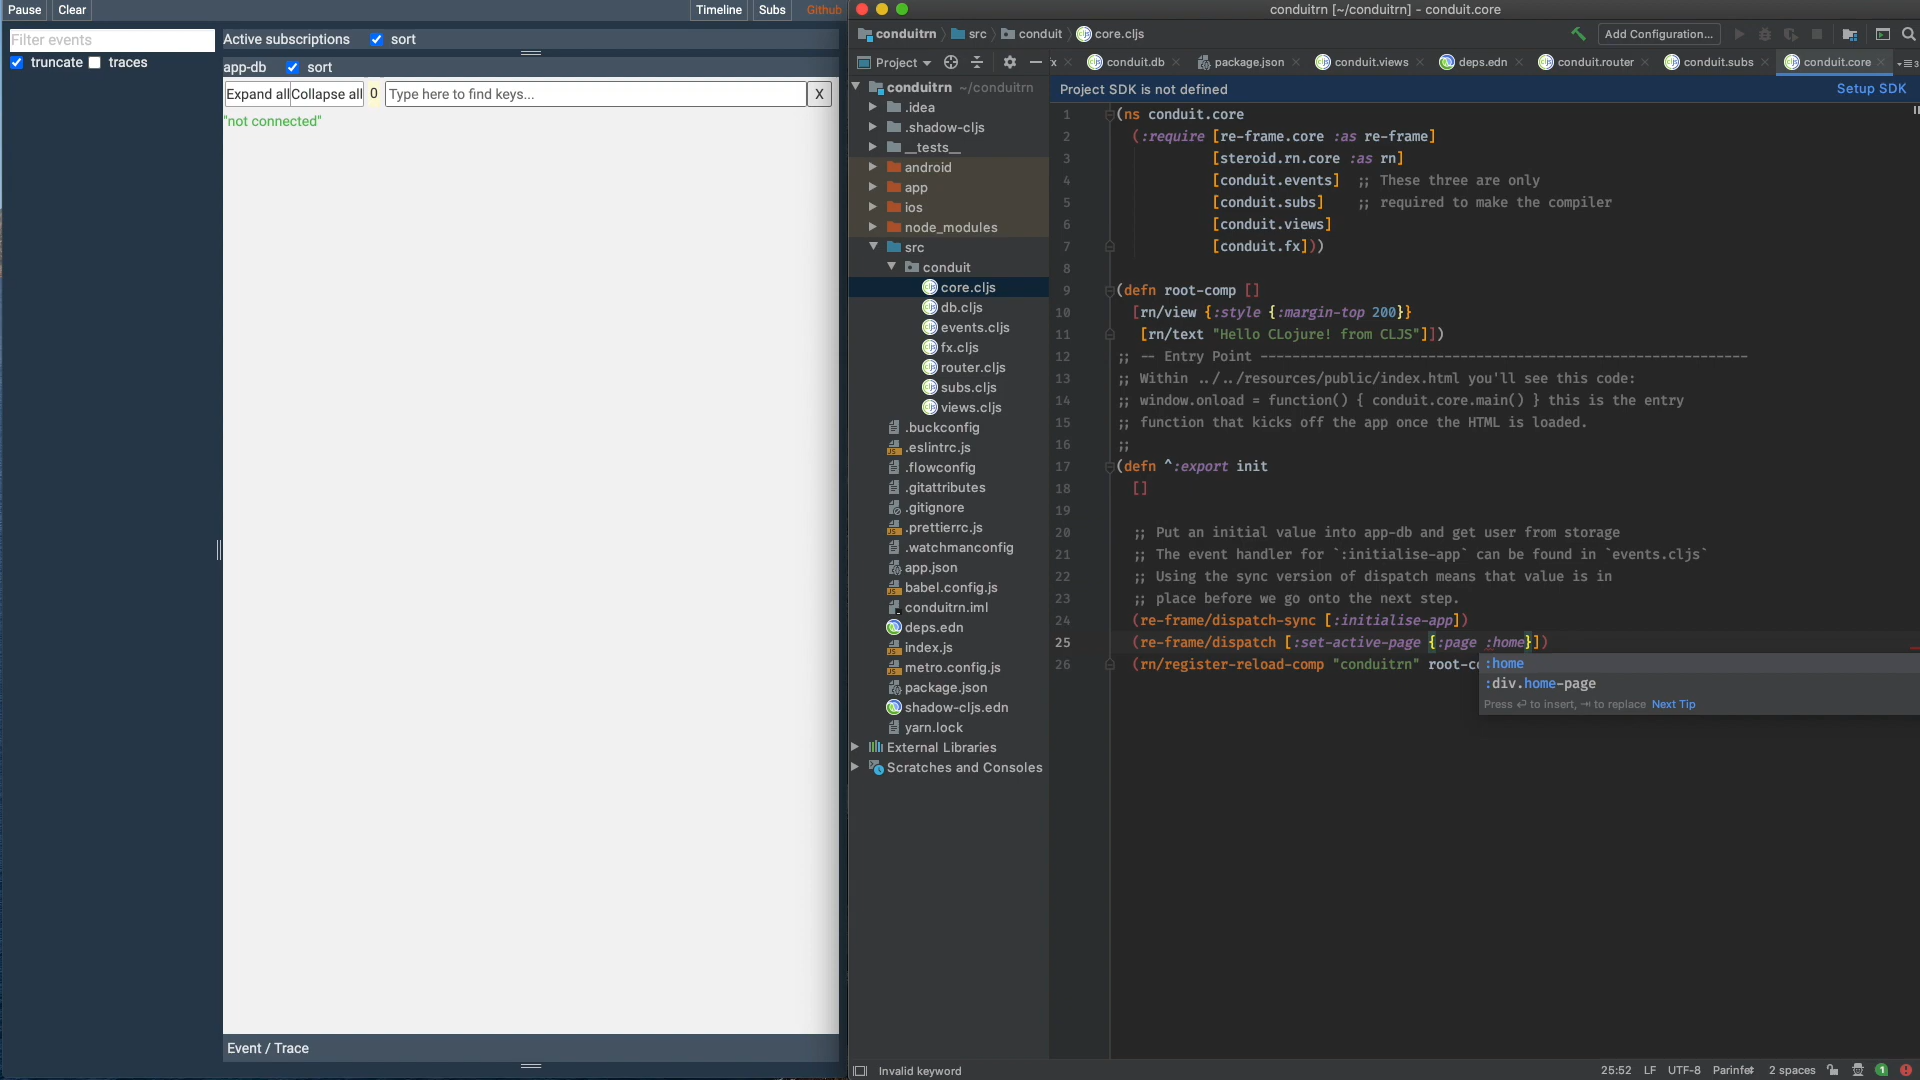 Pause Clear Timeline Subs Github
Filter events
truncate traces
Active subscriptions sort
app-db sort
Expand all Collapse all 0 Type here to find keys... X
"not connected"
Event / Trace
conduitrn [~/conduitrn] - conduit.core
conduitrn src conduit core.cljs Add Configuration...
Project
x conduit.db package.json conduit.views deps.edn conduit.router conduit.subs conduit.core
Project SDK is not defined Setup SDK
conduitrn ~/conduitrn
.idea
.shadow-cljs
__tests__
android
app
ios
node_modules
src
conduit
core.cljs
db.cljs
events.cljs
fx.cljs
router.cljs
subs.cljs
views.cljs
.buckconfig
.eslintrc.js
.flowconfig
.gitattributes
.gitignore
.prettierrc.js
.watchmanconfig
app.json
babel.config.js
conduitrn.iml
deps.edn
index.js
metro.config.js
package.json
shadow-cljs.edn
yarn.lock
External Libraries
Scratches and Consoles
1 (ns conduit.core
2 (:require [re-frame.core :as re-frame]
3 [steroid.rn.core :as rn]
4 [conduit.events] ;; These three are only
5 [conduit.subs] ;; required to make the compiler
6 [conduit.views]
7 [conduit.fx]))
8
9 (defn root-comp []
10 [rn/view {:style {:margin-top 200}}
11 [rn/text "Hello CLojure! from CLJS"]])
12 ;; -- Entry Point -------------------------------------------------------------
13 ;; Within ../../resources/public/index.html you'll see this code:
14 ;; window.onload = function() { conduit.core.main() } this is the entry
15 ;; function that kicks off the app once the HTML is loaded.
16 ;;
17 (defn ^:export init
18 []
19
20 ;; Put an initial value into app-db and get user from storage
21 ;; The event handler for `:initialise-app` can be found in `events.cljs`
22 ;; Using the sync version of dispatch means that value is in
23 ;; place before we go onto the next step.
24 (re-frame/dispatch-sync [:initialise-app])
25 (re-frame/dispatch [:set-active-page {:page :home}])
26 (rn/register-reload-comp "conduitrn" root-co
:home
:div.home-page
Press ⏎ to insert, ⇥ to replace Next Tip
Invalid keyword 25:52 LF UTF-8 Parinfer 2 spaces 1